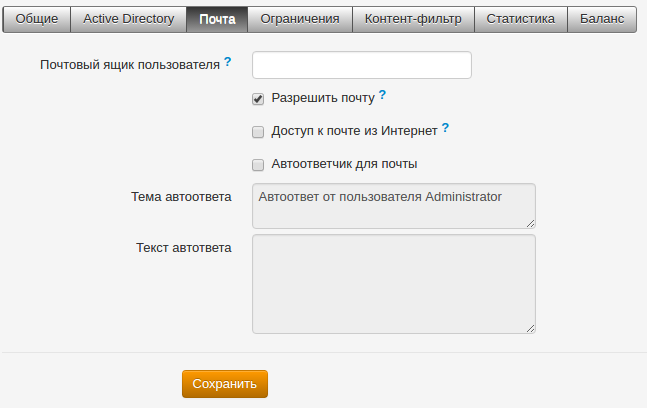 Общие Active Directory Почта Ограничения Контент-фильтр Статистика Баланс
Почтовый ящик пользователя ?
Разрешить почту ?
Доступ к почте из Интернет ?
Автоответчик для почты
Тема автоответа Автоответ от пользователя Administrator
Текст автответа
Сохранить